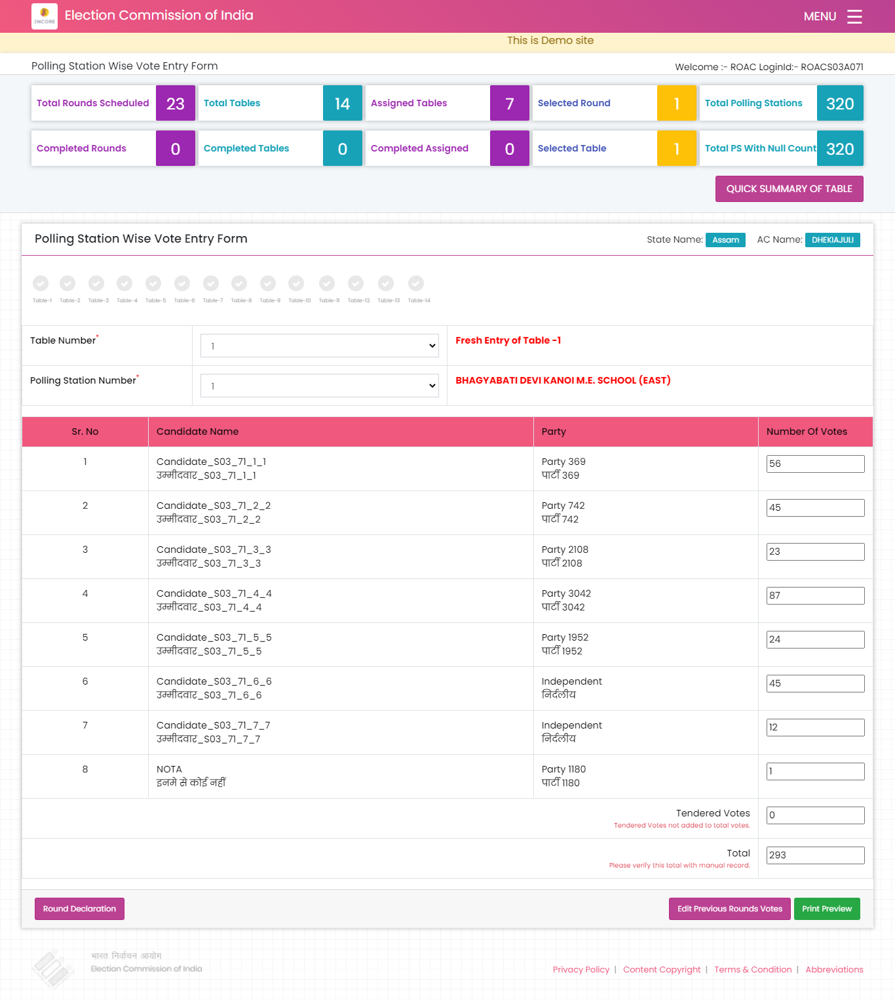 ENCORE
Election Commission of India
MENU
This is Demo site
Polling Station Wise Vote Entry Form
Welcome :- ROAC LoginId:- ROACS03A071
Total Rounds Scheduled 23
Total Tables 14
Assigned Tables 7
Selected Round 1
Total Polling Stations 320
Completed Rounds 0
Completed Tables 0
Completed Assigned 0
Selected Table 1
Total PS With Null Count 320
QUICK SUMMARY OF TABLE
Polling Station Wise Vote Entry Form
State Name: Assam
AC Name: DHEKIAJULI
Table-1 Table-2 Table-3 Table-4 Table-5 Table-6 Table-7 Table-8 Table-9 Table-10 Table-11 Table-12 Table-13 Table-14
Table Number* 1 Fresh Entry of Table -1
Polling Station Number* 1 BHAGYABATI DEVI KANOI M.E. SCHOOL (EAST)
Sr. No Candidate Name Party Number Of Votes
1 Candidate_S03_71_1_1 Party 369 56
उम्मीदवार_S03_71_1_1 पार्टी 369
2 Candidate_S03_71_2_2 Party 742 45
उम्मीदवार_S03_71_2_2 पार्टी 742
3 Candidate_S03_71_3_3 Party 2108 23
उम्मीदवार_S03_71_3_3 पार्टी 2108
4 Candidate_S03_71_4_4 Party 3042 87
उम्मीदवार_S03_71_4_4 पार्टी 3042
5 Candidate_S03_71_5_5 Party 1952 24
उम्मीदवार_S03_71_5_5 पार्टी 1952
6 Candidate_S03_71_6_6 Independent 45
उम्मीदवार_S03_71_6_6 निर्दलीय
7 Candidate_S03_71_7_7 Independent 12
उम्मीदवार_S03_71_7_7 निर्दलीय
8 NOTA Party 1180 1
इनमे से कोई नहीं पार्टी 1180
Tendered Votes 0
Tendered Votes not added to total votes.
Total 293
Please verify this total with manual record.
Round Declaration
Edit Previous Rounds Votes
Print Preview
भारत निर्वाचन आयोग
Election Commission of India
Privacy Policy | Content Copyright | Terms & Condition | Abbreviations